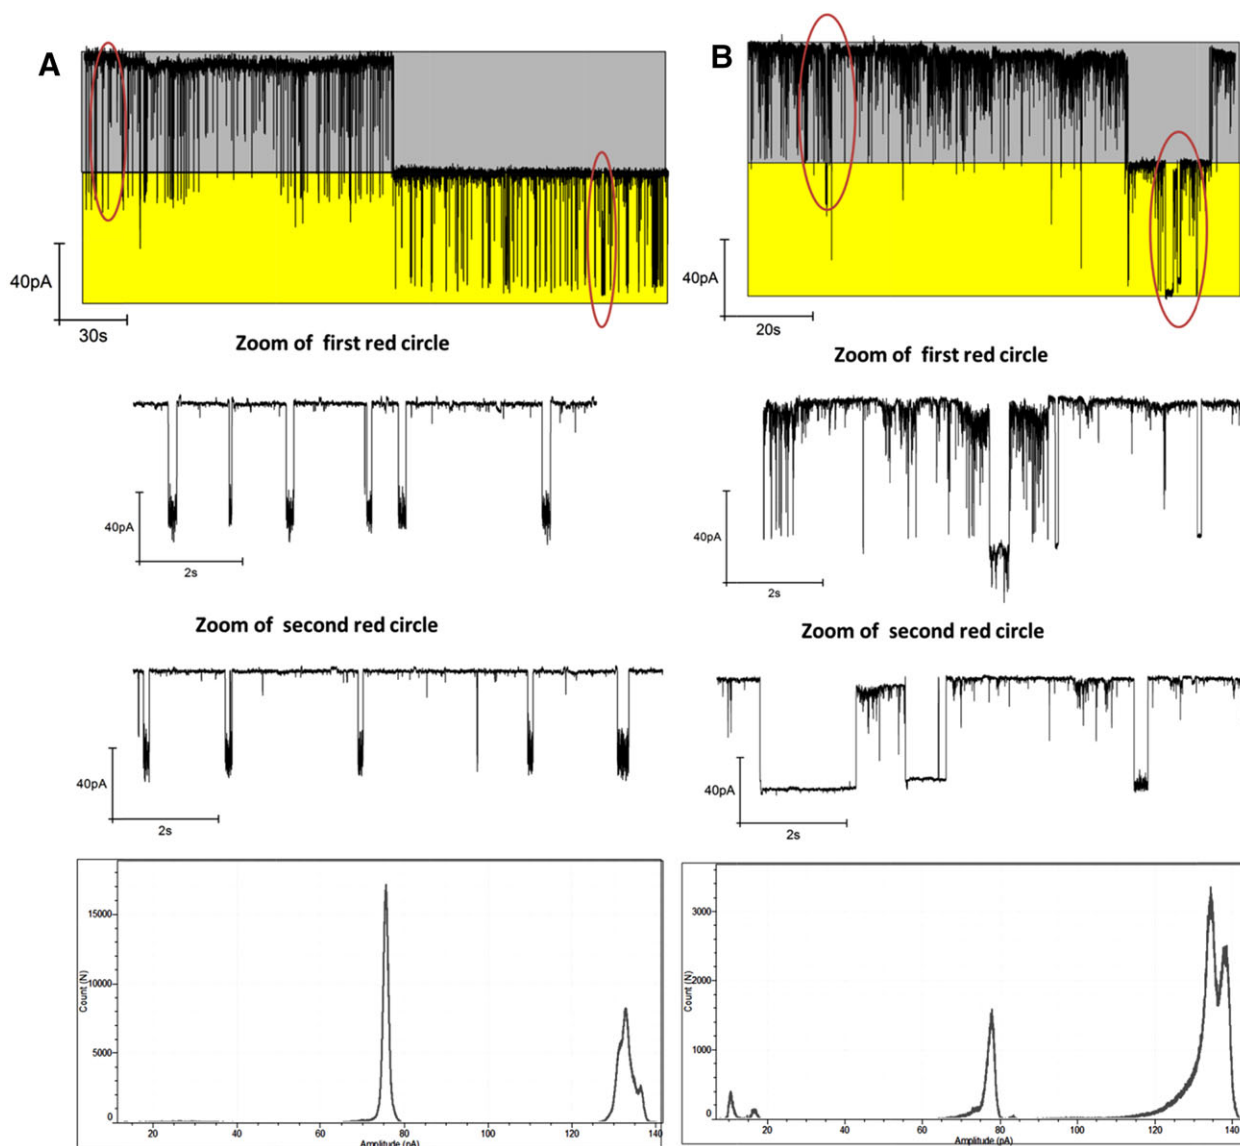 A
40pA
30s
B
40pA
20s
Zoom of first red circle
40pA
2s
Zoom of first red circle
40pA
2s
Zoom of second red circle
40pA
2s
Zoom of second red circle
40pA
2s
Count (N)
15000
10000
5000
0
20 40 60 80 100 120 140
Amplitude (pA)
Count (N)
3000
2000
1000
0
20 40 60 80 100 120 140
Amplitude (pA)